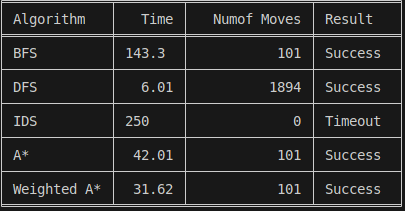 Algorithm Time Numof Moves Result
BFS 143.3 101 Success
DFS 6.01 1894 Success
IDS 250 0 Timeout
A* 42.01 101 Success
Weighted A* 31.62 101 Success